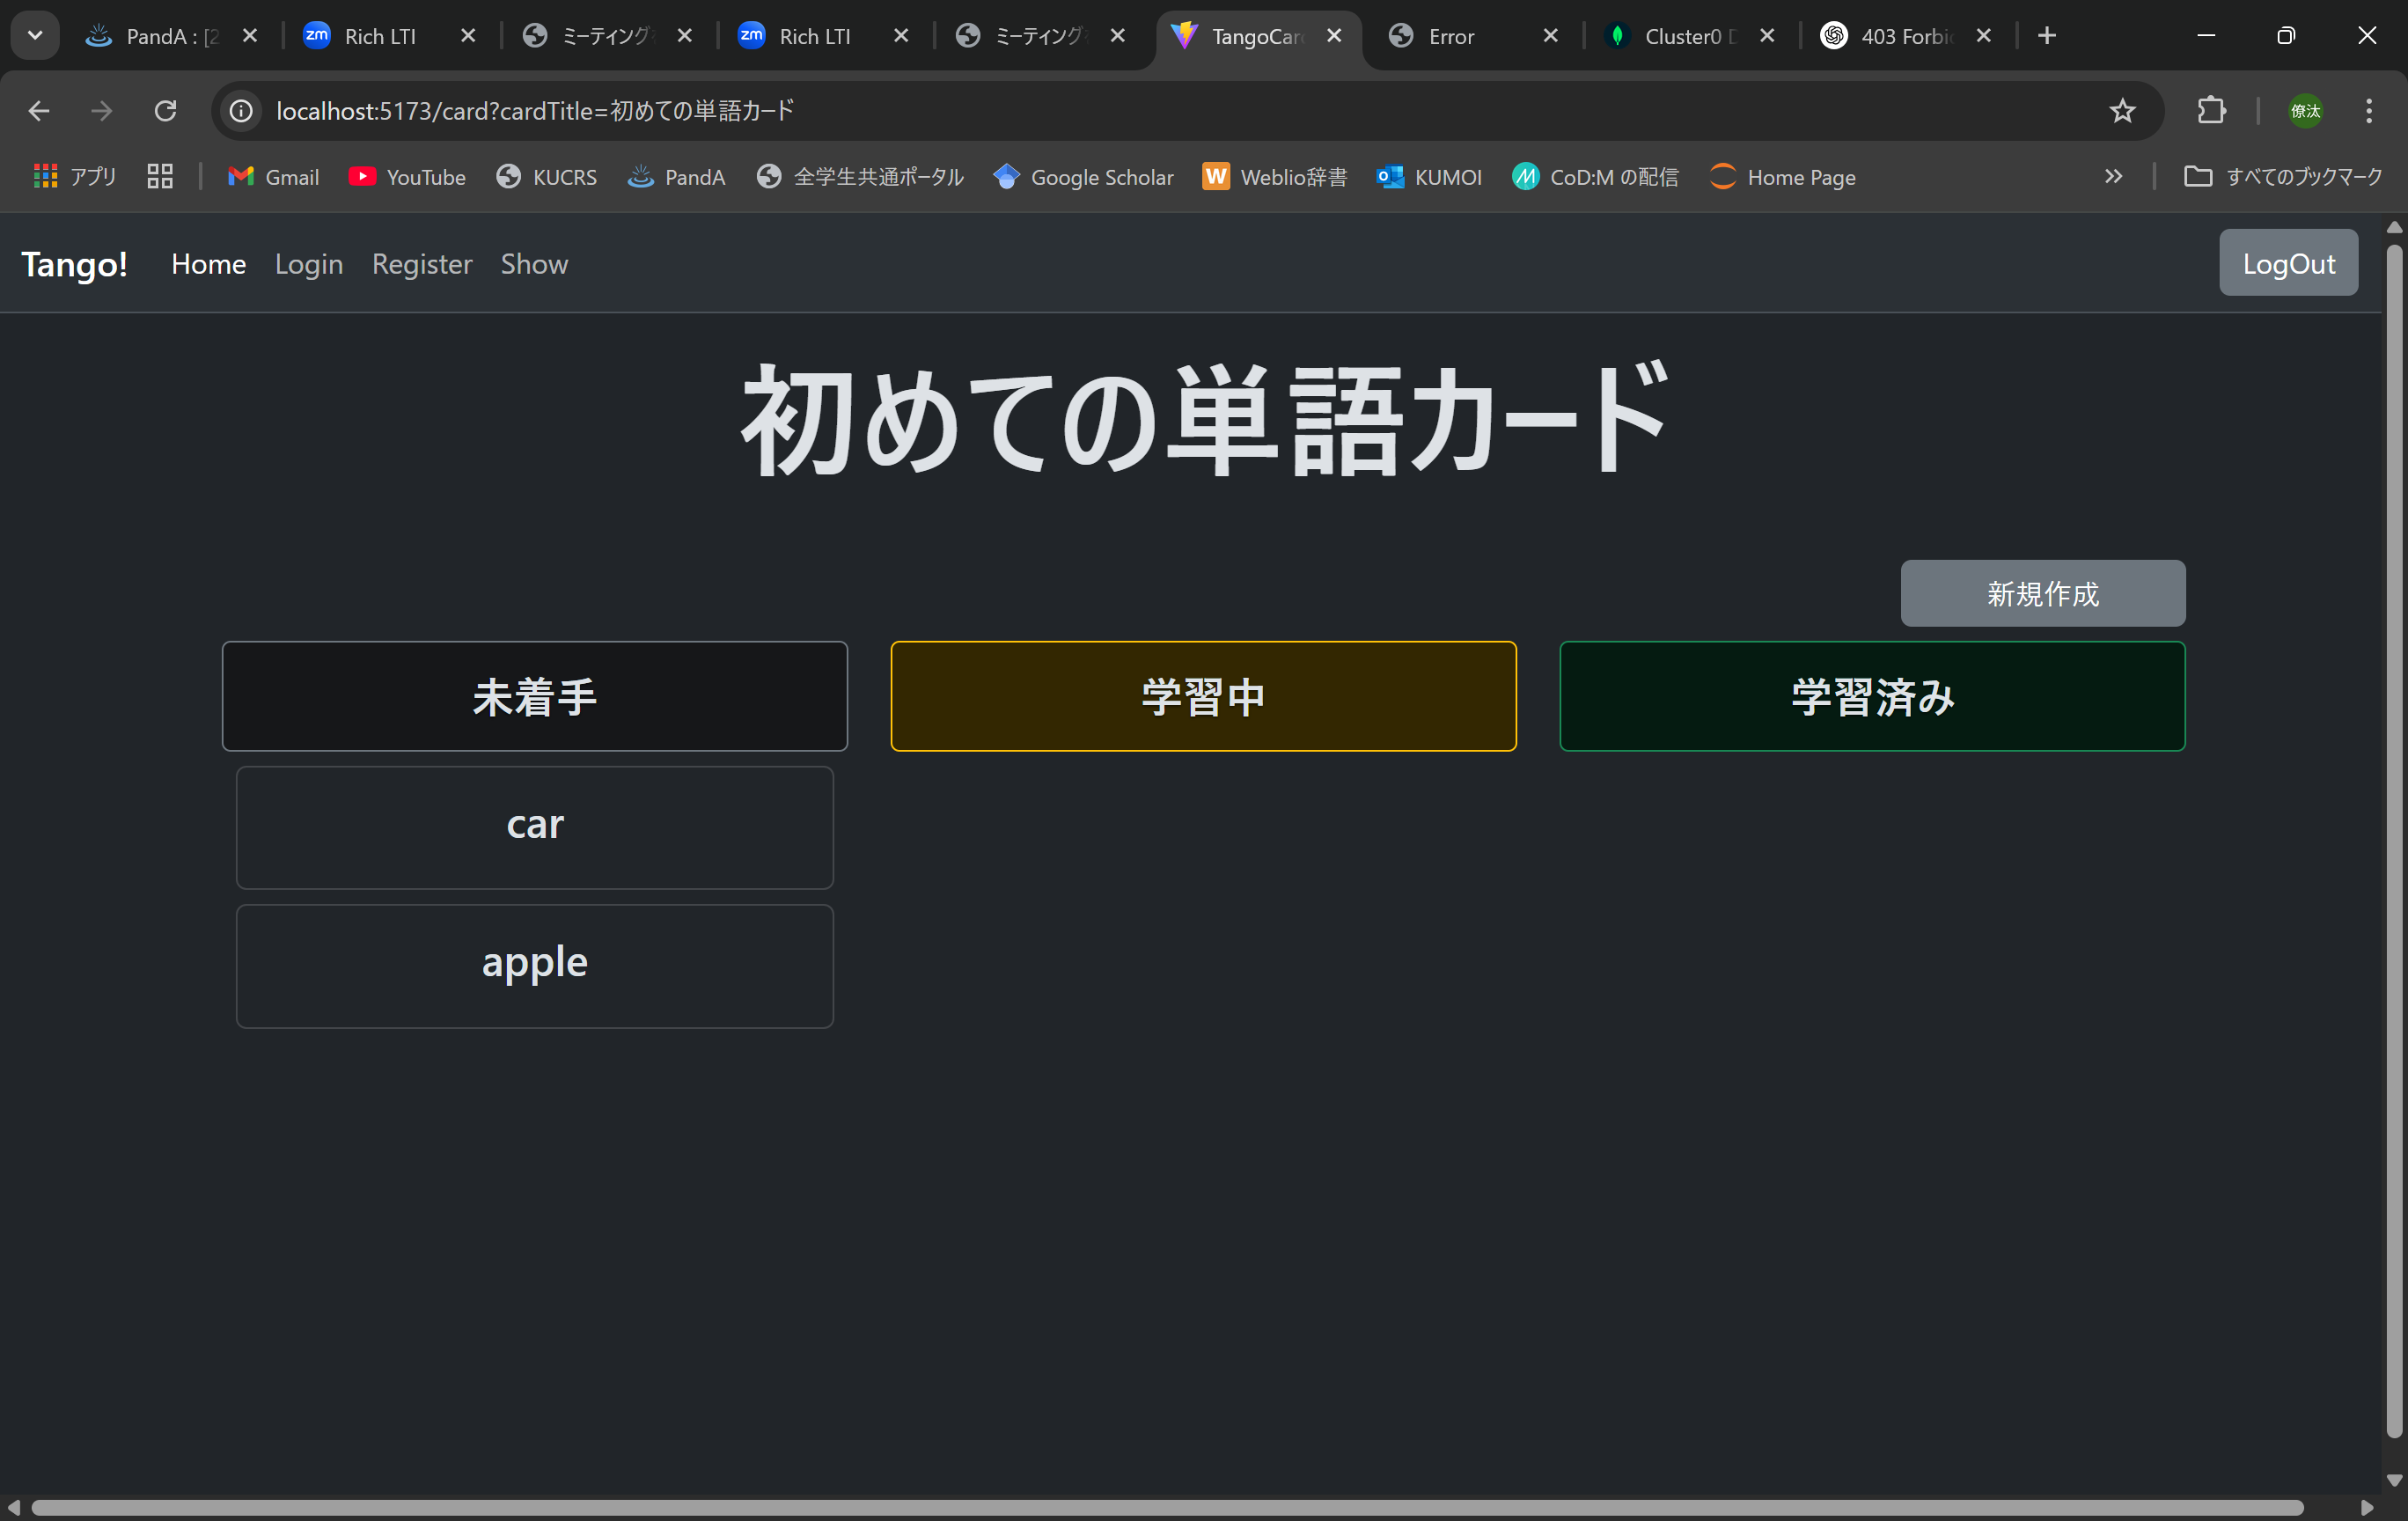 PandA : [2
Rich LTI
ミーティング
Rich LTI
ミーティング
TangoCar
Error
Cluster0 D
403 Forbi
localhost:5173/card?cardTitle=初めての単語カード
僚汰
アプリ
Gmail
YouTube
KUCRS
PandA
全学生共通ポータル
Google Scholar
Weblio辞書
KUMOI
CoD:M の配信
Home Page
すべてのブックマーク
Tango!
Home
Login
Register
Show
LogOut
初めての単語カード
新規作成
未着手
学習中
学習済み
car
apple